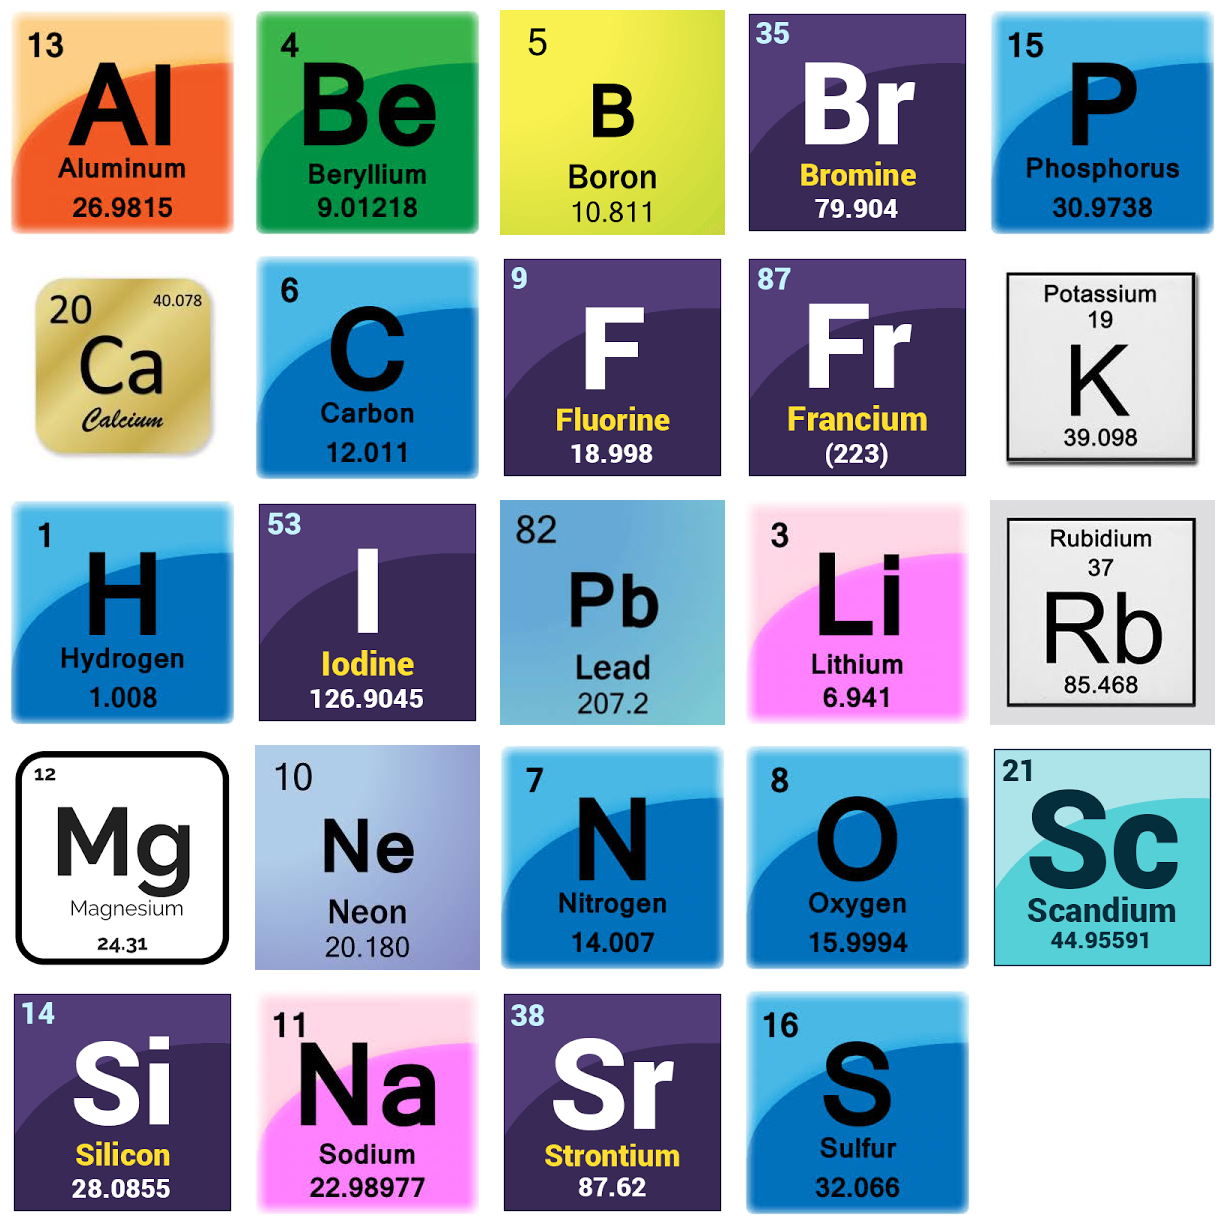 13
Al
Aluminum
26.9815
4
Be
Beryllium
9.01218
5
B
Boron
10.811
35
Br
Bromine
79.904
15
P
Phosphorus
30.9738
20
40.078
Ca
Calcium
6
C
Carbon
12.011
9
F
Fluorine
18.998
87
Fr
Francium
(223)
Potassium
19
K
39.098
1
H
Hydrogen
1.008
53
I
Iodine
126.9045
82
Pb
Lead
207.2
3
Li
Lithium
6.941
Rubidium
37
Rb
85.468
12
Mg
Magnesium
24.31
10
Ne
Neon
20.180
7
N
Nitrogen
14.007
8
O
Oxygen
15.9994
21
Sc
Scandium
44.95591
14
Si
Silicon
28.0855
11
Na
Sodium
22.98977
38
Sr
Strontium
87.62
16
S
Sulfur
32.066